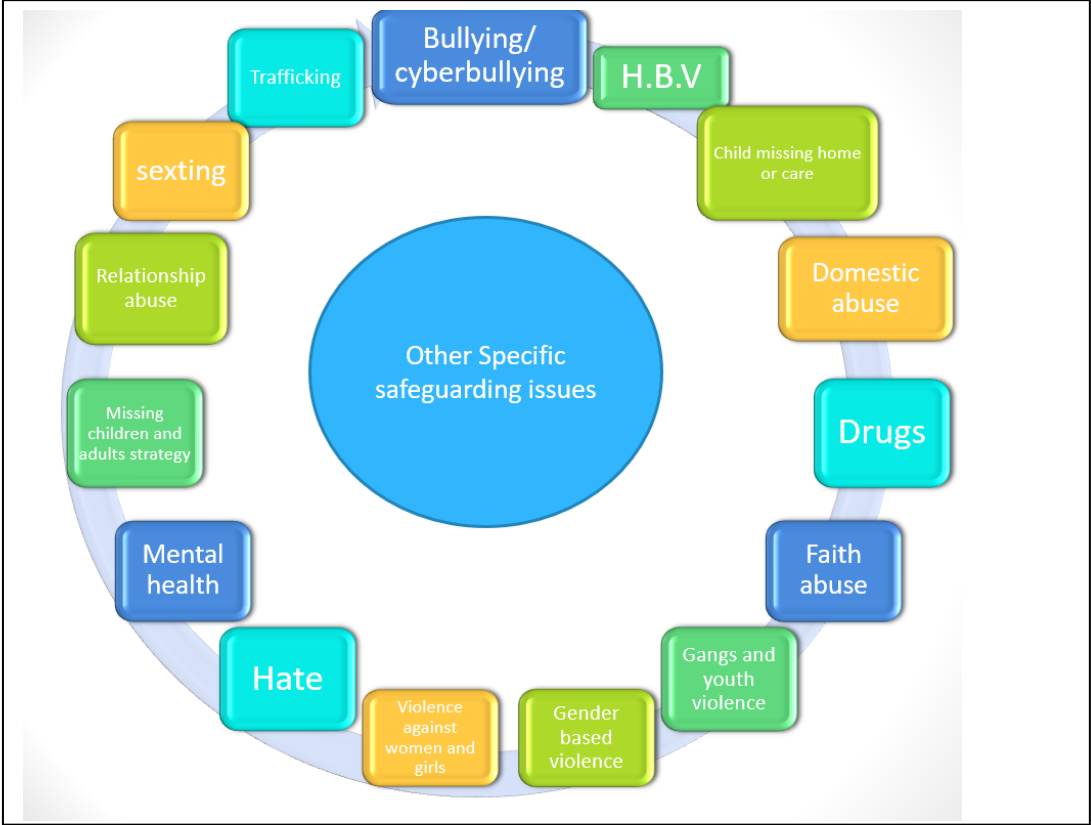 Bullying/
cyberbullying
H.B.V
Child missing home
or care
Domestic
abuse
Drugs
Faith
abuse
Gangs and
youth
violence
Gender
based
violence
Violence
against
women and
girls
Hate
Mental
health
Missing
children and
adults strategy
Relationship
abuse
sexting
Trafficking
Other Specific
safeguarding issues